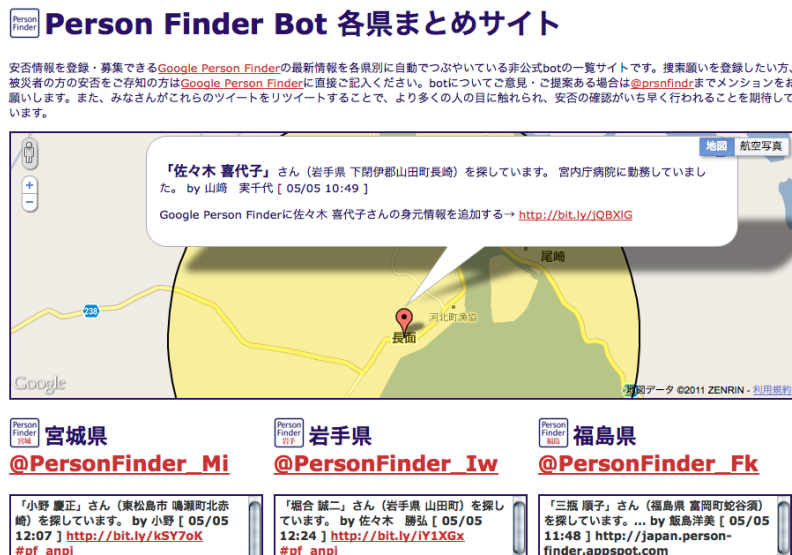 Person Finder
Person Finder Bot 各県まとめサイト
安否情報を登録・募集できるGoogle Person Finderの最新情報を各県別に自動でつぶやいている非公式botの一覧サイトです。捜索願いを登録したい方、
被災者の方の安否をご存知の方はGoogle Person Finderに直接ご記入ください。botについてご意見・ご提案ある場合は@prsnfindrまでメンションをお
願いします。また、みなさんがこれらのツイートをリツイートすることで、より多くの人の目に触れられ、安否の確認がいち早く行われることを期待して
います。
地図 航空写真
「佐々木 喜代子」さん（岩手県 下閉伊郡山田町長崎）を探しています。 宮内庁病院に勤務していまし
た。 by 山﨑　実千代 [ 05/05 10:49 ]
Google Person Finderに佐々木 喜代子さんの身元情報を追加する→ http://bit.ly/jQBXlG
尾崎
238
河北町漁協
長面
Google
地図データ ©2011 ZENRIN - 利用規約
Person Finder 宮城 宮城県
@PersonFinder_Mi
「小野 慶正」さん（東松島市 鳴瀬町北赤
崎）を探しています。 by 小野 [ 05/05
12:07 ] http://bit.ly/kSY7oK
#pf_anpi
Person Finder 岩手 岩手県
@PersonFinder_Iw
「堀合 誠二」さん（岩手県 山田町）を探し
ています。 by 佐々木　勝弘 [ 05/05
12:24 ] http://bit.ly/iY1XGx
#pf_anpi
Person Finder 福島 福島県
@PersonFinder_Fk
「三瓶 順子」さん（福島県 富岡町蛇谷須）
を探しています。... by 飯島洋美 [ 05/05
11:48 ] http://japan.person-
finder.appspot.com